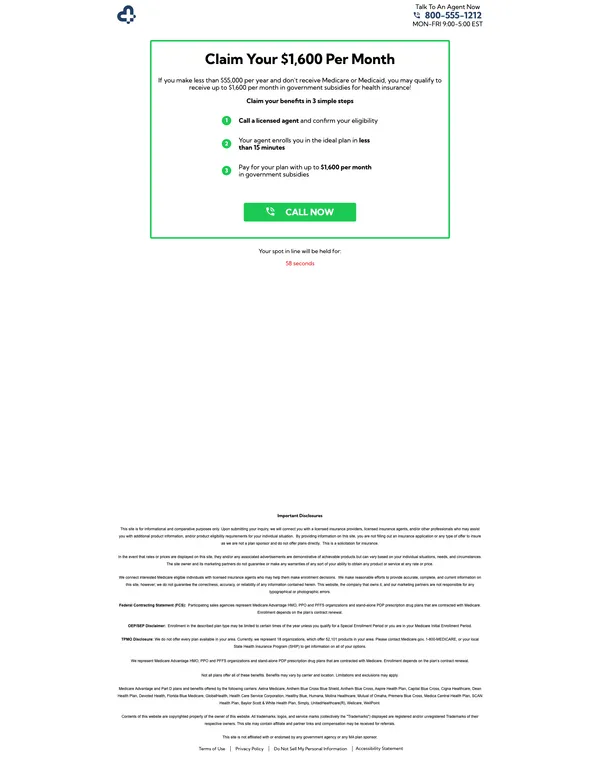 Talk To An Agent Now
800-555-1212
MON-FRI 9:00-5:00 EST
Claim Your $1,600 Per Month
If you make less than $55,000 per year and don't receive Medicare or Medicaid, you may qualify to
receive up to $1,600 per month in government subsidies for health insurance!
Claim your benefits in 3 simple steps
1 Call a licensed agent and confirm your eligibility
2 Your agent enrolls you in the ideal plan in less
than 15 minutes
3 Pay for your plan with up to $1,600 per month
in government subsidies
CALL NOW
Your spot in line will be held for:
58 seconds
Important Disclosures
This site is for informational and comparative purposes only. Upon submitting your inquiry, we will connect you with a licensed insurance providers, licensed insurance agents, and/or other professionals who may assist
you with additional product information, and/or product eligibility requirements for your individual situation. By providing information on this site, you are not filling out an insurance application or any type of offer to insure
as we are not a plan sponsor and do not offer plans directly. This is a solicitation for insurance.
In the event that rates or prices are displayed on this site, they and/or any associated advertisements are demonstrative of achievable products but can vary based on your individual situations, needs, and circumstances.
The site owner and its marketing partners do not guarantee or make any warranties of any sort of your ability to obtain any product or service at any rate or price.
We connect interested Medicare eligible individuals with licensed insurance agents who may help them make enrollment decisions. We make reasonable efforts to provide accurate, complete, and current information on
this site; however, we do not guarantee the correctness, accuracy, or reliability of any information contained herein. This website, the company that owns it, and our marketing partners are not responsible for any
typographical or photographic errors.
Federal Contracting Statement (FCS): Participating sales agencies represent Medicare Advantage HMO, PPO and PFFS organizations and stand-alone PDP prescription drug plans that are contracted with Medicare.
Enrollment depends on the plan's contract renewal.
OEP/SEP Disclaimer: Enrollment in the described plan type may be limited to certain times of the year unless you qualify for a Special Enrollment Period or you are in your Medicare Initial Enrollment Period.
TPMO Disclosure: We do not offer every plan available in your area. Currently, we represent 18 organizations, which offer 52,101 products in your area. Please contact Medicare.gov, 1-800-MEDICARE, or your local
State Health Insurance Program (SHIP) to get information on all of your options.
We represent Medicare Advantage HMO, PPO and PFFS organizations and stand-alone PDP prescription drug plans that are contracted with Medicare. Enrollment depends on the plan's contract renewal.
Not all plans offer all of these benefits. Benefits may vary by carrier and location. Limitations and exclusions may apply.
Medicare Advantage and Part D plans and benefits offered by the following carriers: Aetna Medicare, Anthem Blue Cross Blue Shield, Anthem Blue Cross, Aspire Health Plan, Capital Blue Cross, Cigna Healthcare, Dean
Health Plan, Devoted Health, Florida Blue Medicare, GlobalHealth, Health Care Service Corporation, Healthy Blue, Humana, Molina Healthcare, Mutual of Omaha, Premera Blue Cross, Medica Central Health Plan, SCAN
Health Plan, Baylor Scott & White Health Plan, Simply, UnitedHealthcare(R), Wellcare, WellPoint
Contents of this website are copyrighted property of the owner of this website. All trademarks, logos, and service marks (collectively the "Trademarks") displayed are registered and/or unregistered Trademarks of their
respective owners. This site may contain affiliate and partner links and compensation may be received for referrals.
This site is not affiliated with or endorsed by any government agency or any MA plan sponsor.
Terms of Use | Privacy Policy | Do Not Sell My Personal Information | Accessibility Statement